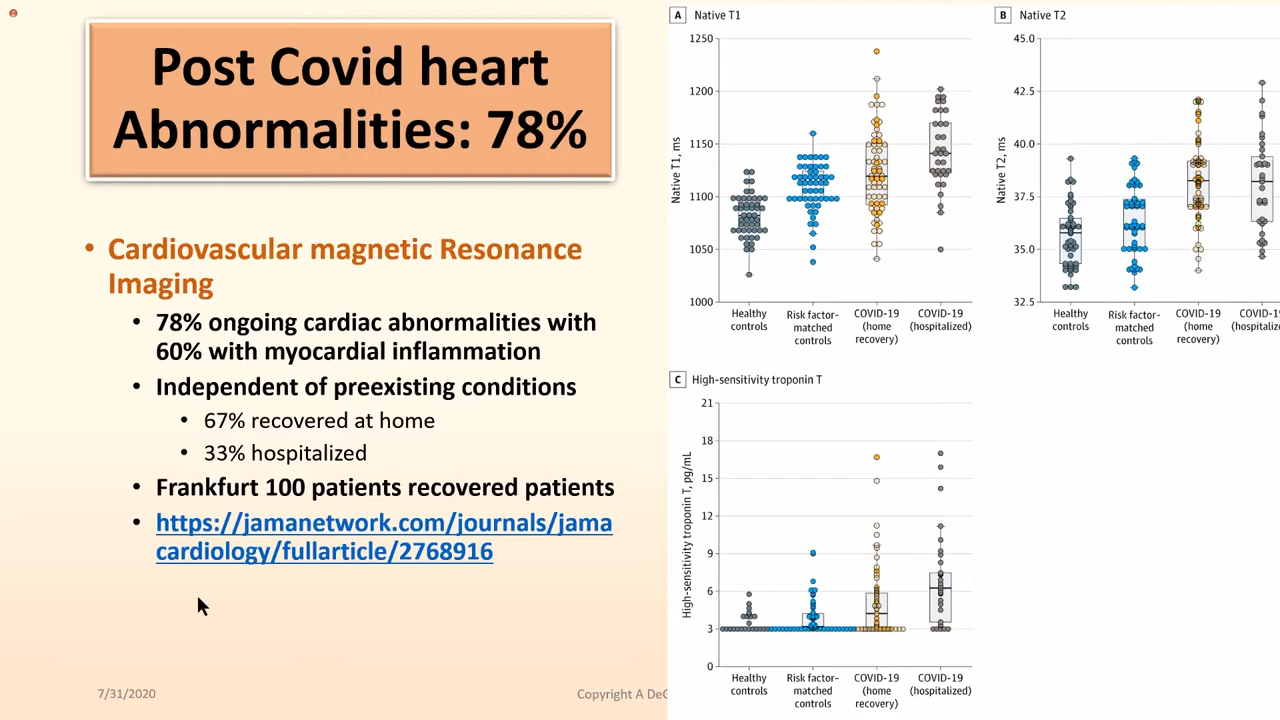 Post Covid heart
Abnormalities: 78%
• Cardiovascular magnetic Resonance
Imaging
• 78% ongoing cardiac abnormalities with
60% with myocardial inflammation
• Independent of preexisting conditions
• 67% recovered at home
• 33% hospitalized
• Frankfurt 100 patients recovered patients
• https://jamanetwork.com/journals/jama
cardiology/fullarticle/2768916
7/31/2020
Copyright A DeG
A Native T1
Native T1, ms
1250
1200
1150
1100
1050
1000
Healthy
controls
Risk factor-
matched
controls
COVID-19
(home
recovery)
COVID-19
(hospitalized)
B Native T2
Native T2, ms
45.0
42.5
40.0
37.5
35.0
32.5
Healthy
controls
Risk factor-
matched
controls
COVID-19
(home
recovery)
COVID-19
(hospitalize
C High-sensitivity troponin T
High-sensitivity troponin T, pg/mL
21
18
15
12
9
6
3
0
Healthy
controls
Risk factor-
matched
controls
COVID-19
(home
recovery)
COVID-19
(hospitalized)